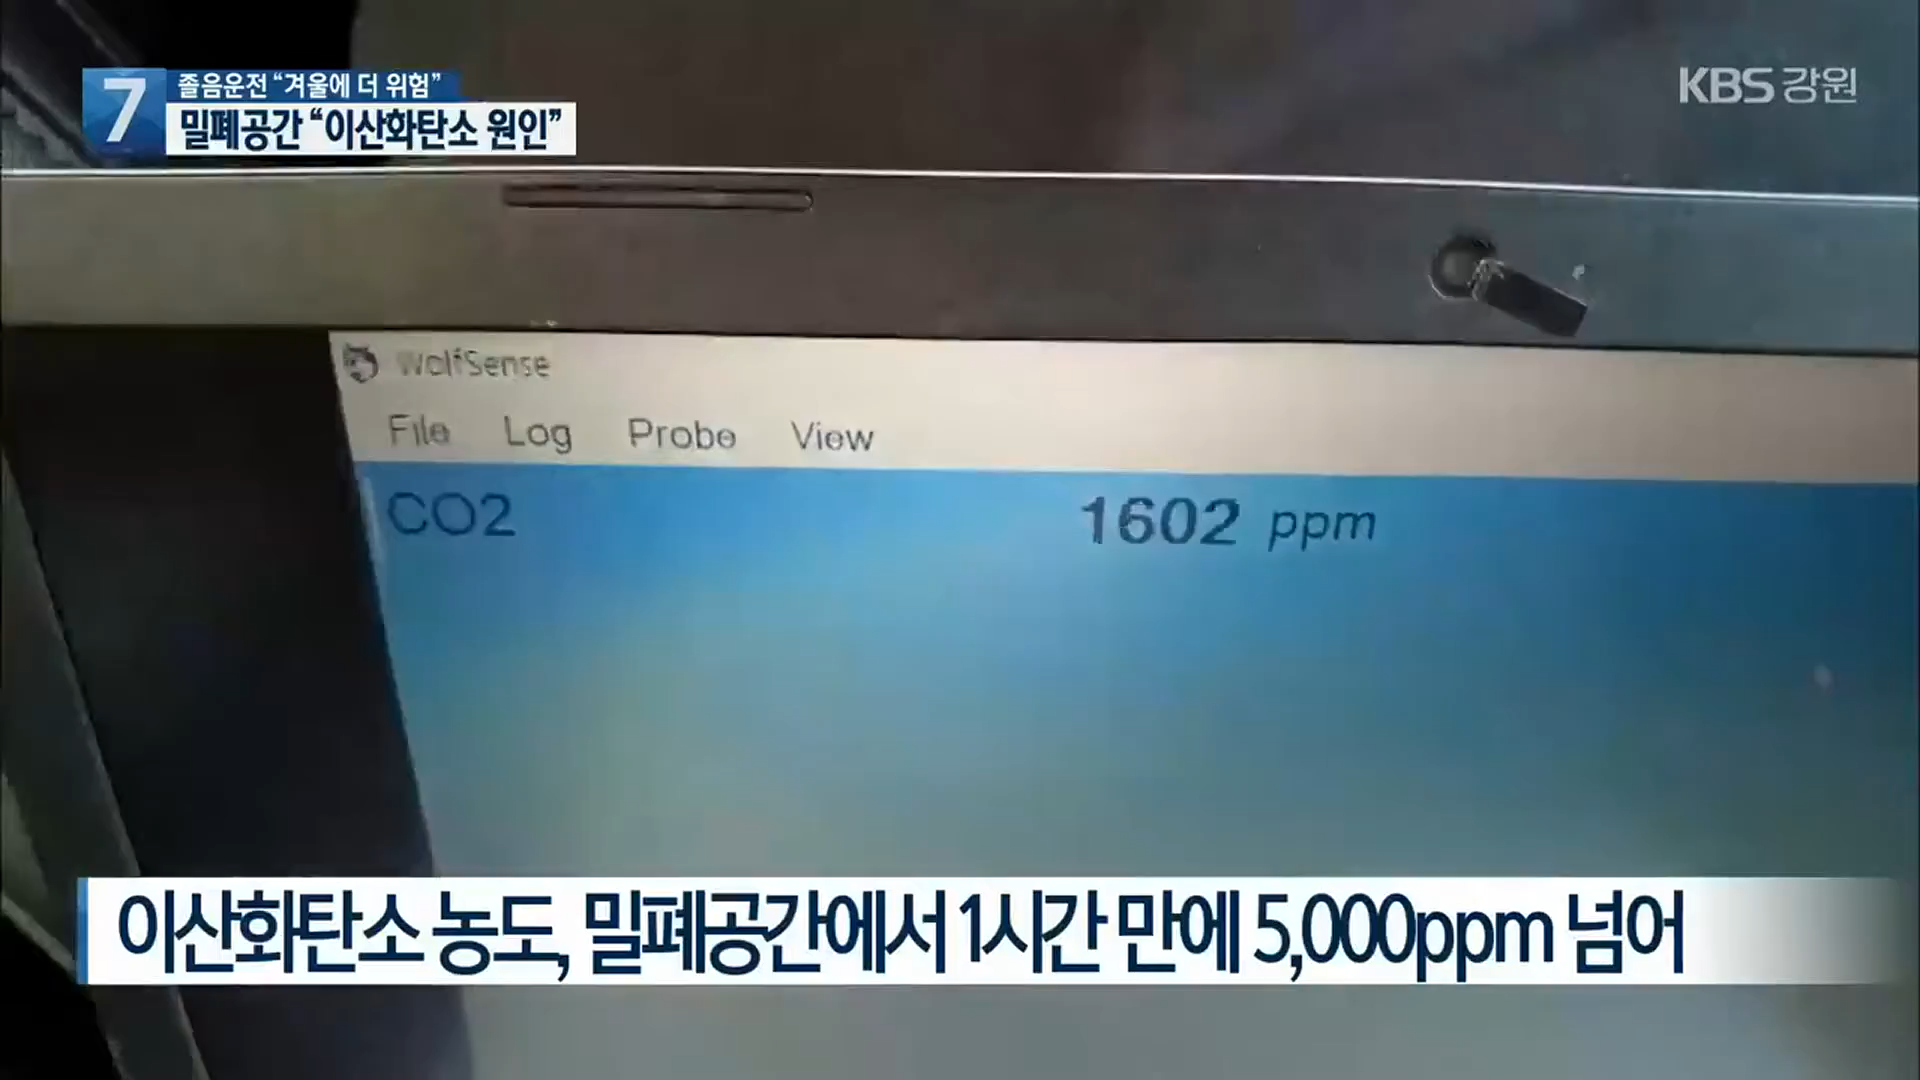 7
졸음운전 “겨울에 더 위험”
밀폐공간 “이산화탄소 원인”
KBS 강원
WolfSense
File Log Probe View
CO2 1602 ppm
이산화탄소 농도, 밀폐공간에서 1시간 만에 5,000ppm 넘어